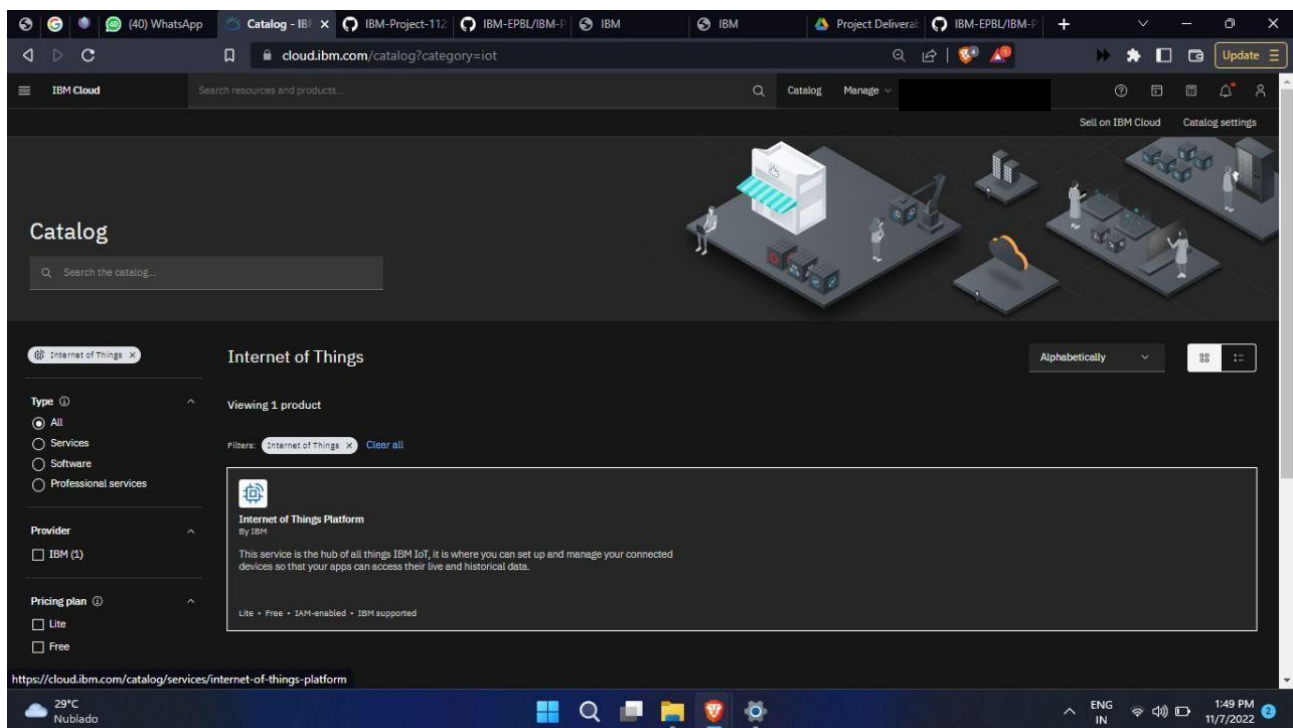 (40) WhatsApp
Catalog - IBM
IBM-Project-112
IBM-EPBL/IBM-P
IBM
IBM
Project Deliverab
IBM-EPBL/IBM-P
cloud.ibm.com/catalog?category=iot
4
Update
IBM Cloud
Search resources and products...
Catalog
Manage
Sell on IBM Cloud
Catalog settings
Catalog
Search the catalog...
Internet of Things
Internet of Things
Alphabetically
Type
All
Services
Software
Professional services
Viewing 1 product
Filters: Internet of Things Clear all
Internet of Things Platform
By IBM
This service is the hub of all things IBM IoT, it is where you can set up and manage your connected
devices so that your apps can access their live and historical data.
Lite • Free • IAM-enabled • IBM supported
Provider
IBM (1)
Pricing plan
Lite
Free
https://cloud.ibm.com/catalog/services/internet-of-things-platform
29°C
Nublado
ENG
IN
1:49 PM
11/7/2022
2